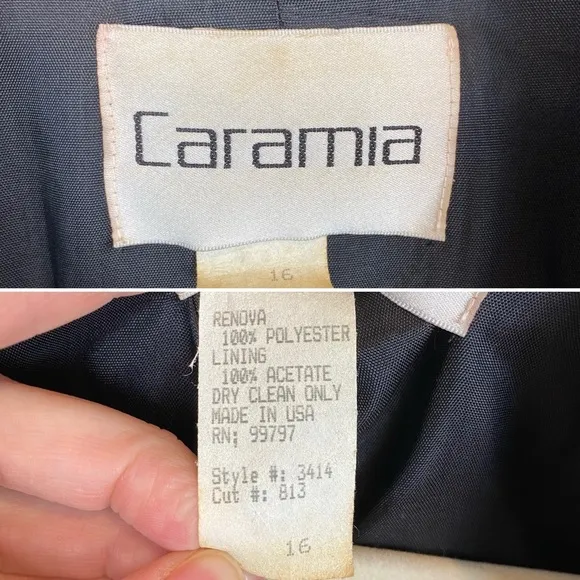 Caramia
16
RENOVA
100% POLYESTER
LINING
100% ACETATE
DRY CLEAN ONLY
MADE IN USA
RN; 99797
Style #: 3414
Cut #: 813
16